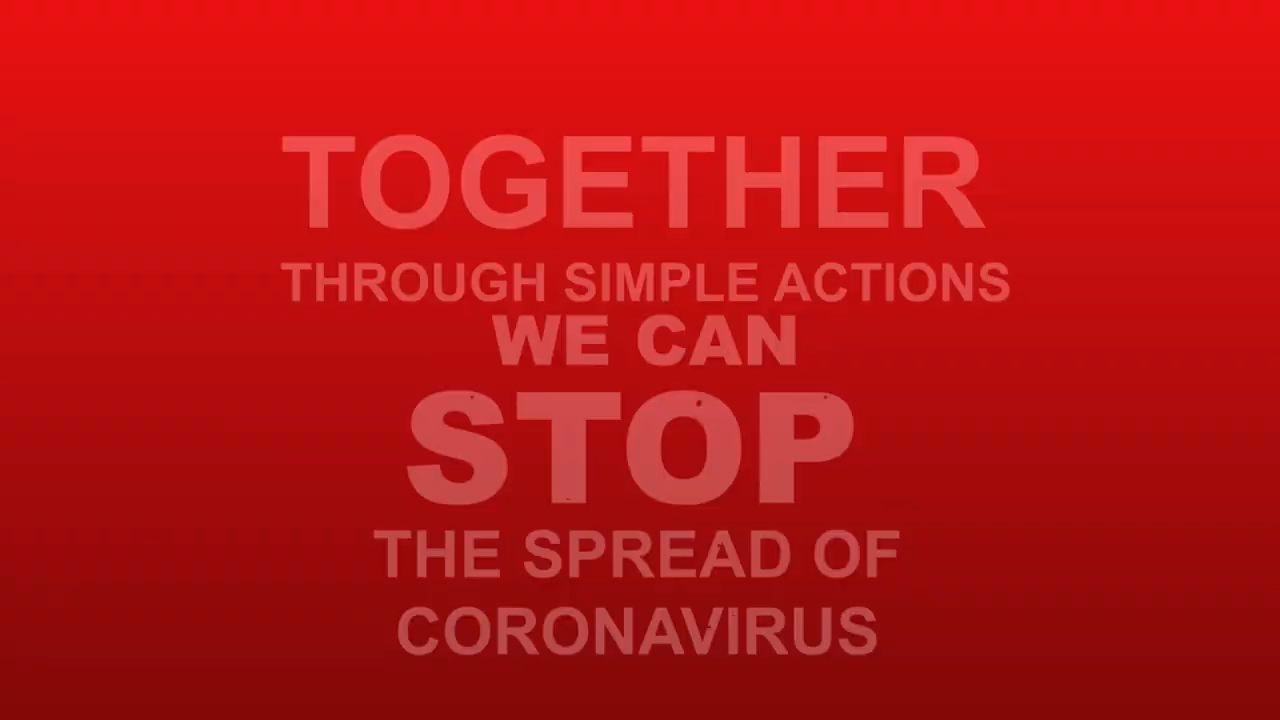 TOGETHER
THROUGH SIMPLE ACTIONS
WE CAN
STOP
THE SPREAD OF
CORONAVIRUS